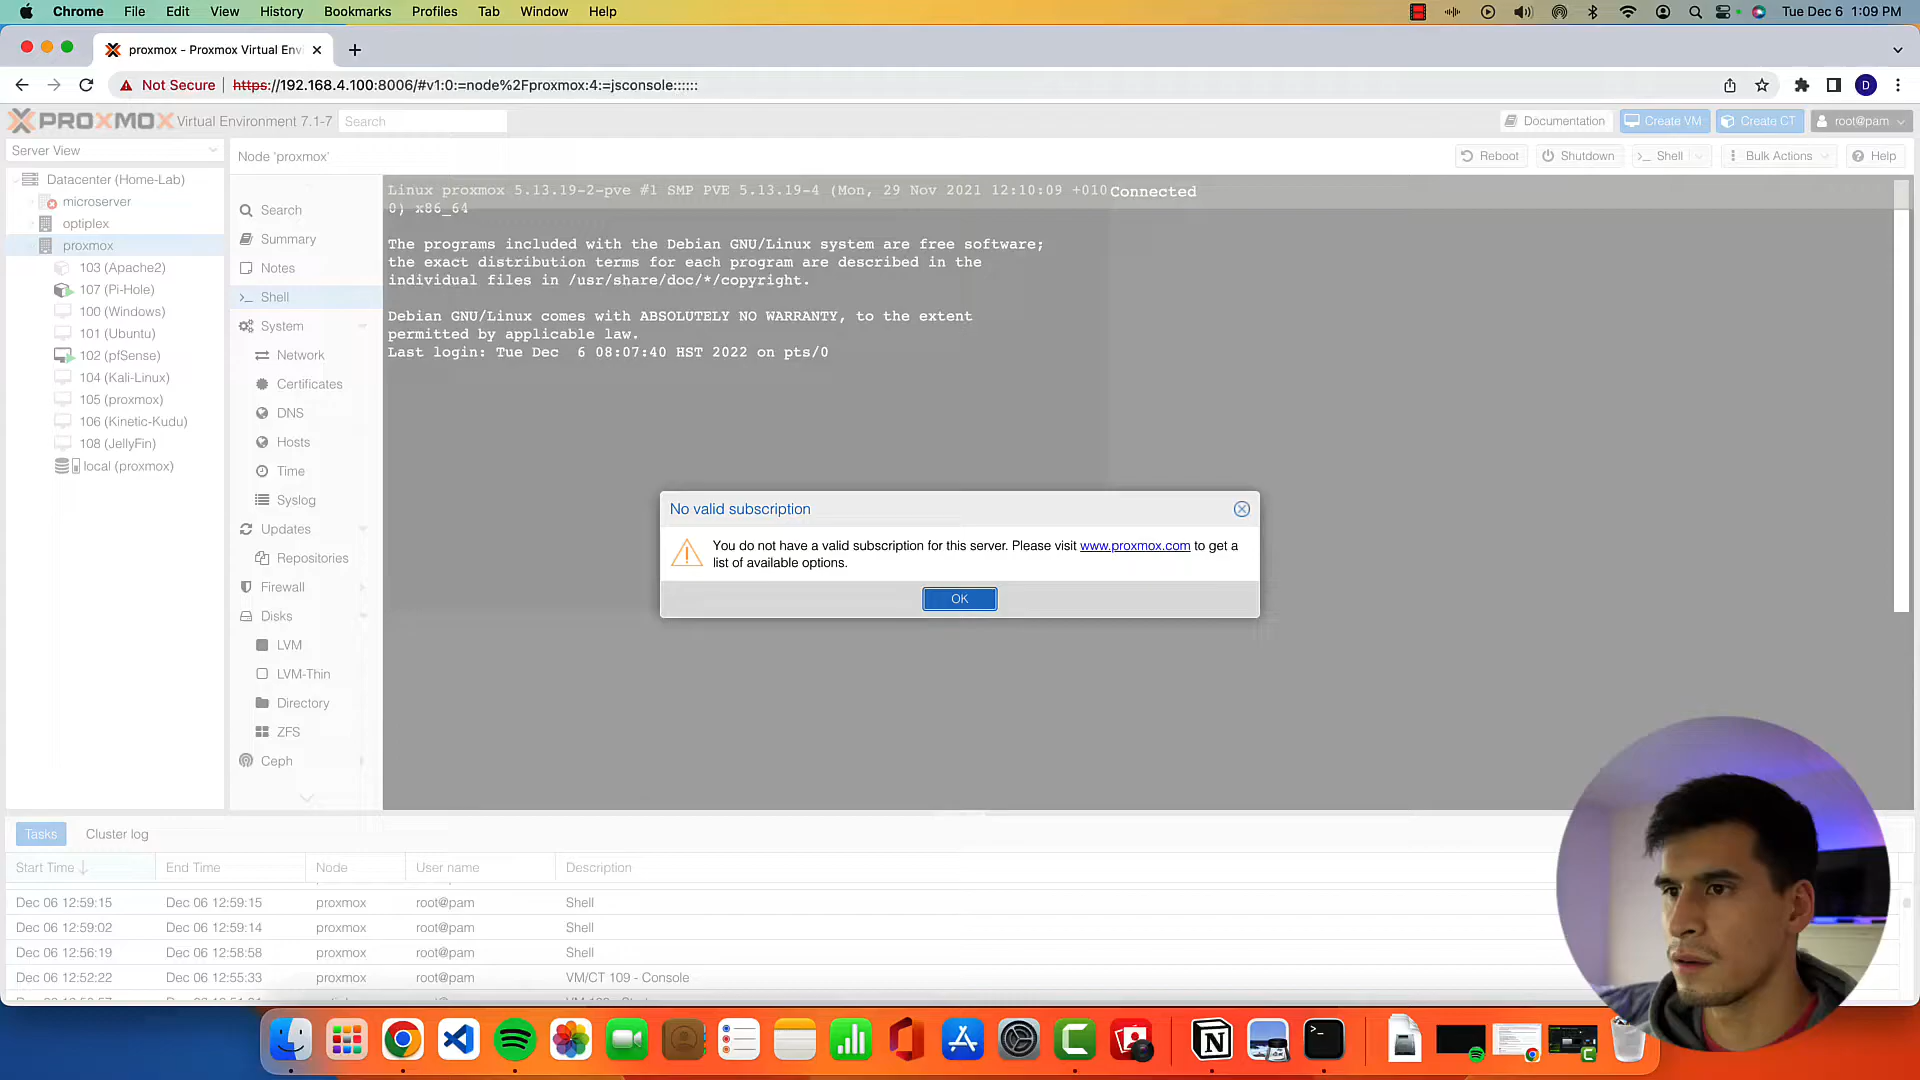 Chrome File Edit View History Bookmarks Profiles Tab Window Help
Tue Dec 6 1:09 PM
proxmox - Proxmox Virtual Envi
Not Secure https://192.168.4.100:8006/#v1:0:=node%2Fproxmox:4:=jsconsole::::::
D
PROXMOX Virtual Environment 7.1-7 Search
Documentation Create VM Create CT root@pam
Server View
Node 'proxmox'
Reboot Shutdown Shell Bulk Actions Help
Datacenter (Home-Lab)
microserver
optiplex
proxmox
103 (Apache2)
107 (Pi-Hole)
100 (Windows)
101 (Ubuntu)
102 (pfSense)
104 (Kali-Linux)
105 (proxmox)
106 (Kinetic-Kudu)
108 (JellyFin)
local (proxmox)
Search
Summary
Notes
Shell
System
Network
Certificates
DNS
Hosts
Time
Syslog
Updates
Repositories
Firewall
Disks
LVM
LVM-Thin
Directory
ZFS
Ceph
Linux proxmox 5.13.19-2-pve #1 SMP PVE 5.13.19-4 (Mon, 29 Nov 2021 12:10:09 +010
0) x86_64
Connected
The programs included with the Debian GNU/Linux system are free software;
the exact distribution terms for each program are described in the
individual files in /usr/share/doc/*/copyright.
Debian GNU/Linux comes with ABSOLUTELY NO WARRANTY, to the extent
permitted by applicable law.
Last login: Tue Dec  6 08:07:40 HST 2022 on pts/0
No valid subscription
You do not have a valid subscription for this server. Please visit www.proxmox.com to get a
list of available options.
OK
Tasks Cluster log
Start Time End Time Node User name Description
Dec 06 12:59:15 Dec 06 12:59:15 proxmox root@pam Shell
Dec 06 12:59:02 Dec 06 12:59:14 proxmox root@pam Shell
Dec 06 12:56:19 Dec 06 12:58:58 proxmox root@pam Shell
Dec 06 12:52:22 Dec 06 12:55:33 proxmox root@pam VM/CT 109 - Console